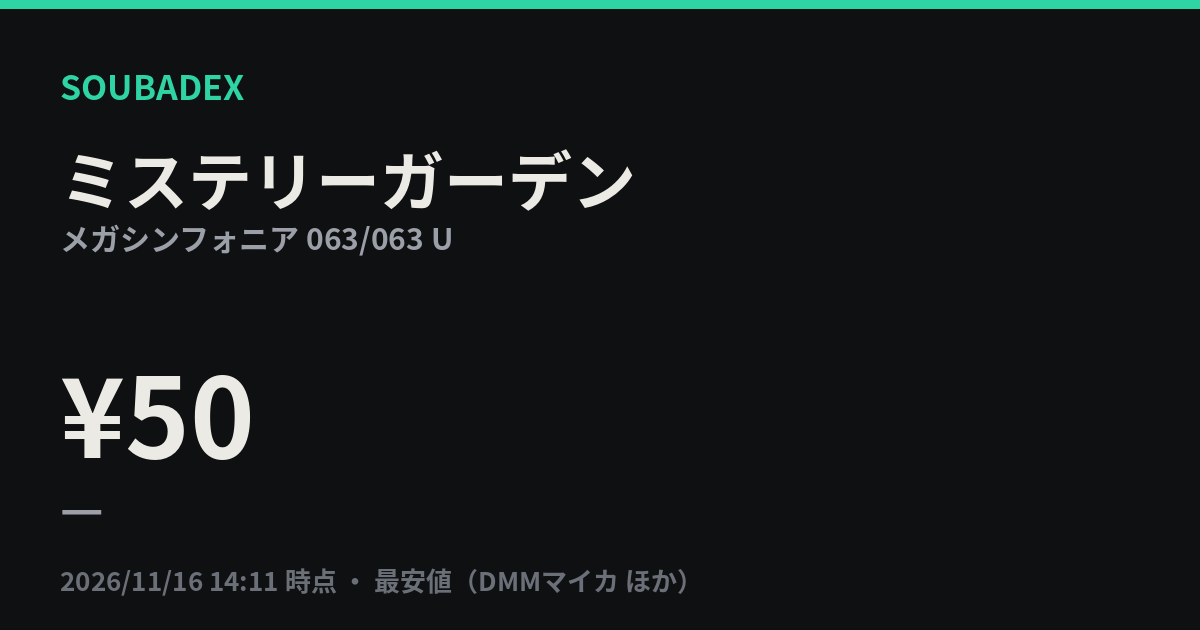 SOUBADEX
ミステリーガーデン
メガシンフォニア 063/063 U
¥50
—
2026/11/16 14:11 時点 ・ 最安値（DMMマイカ ほか）